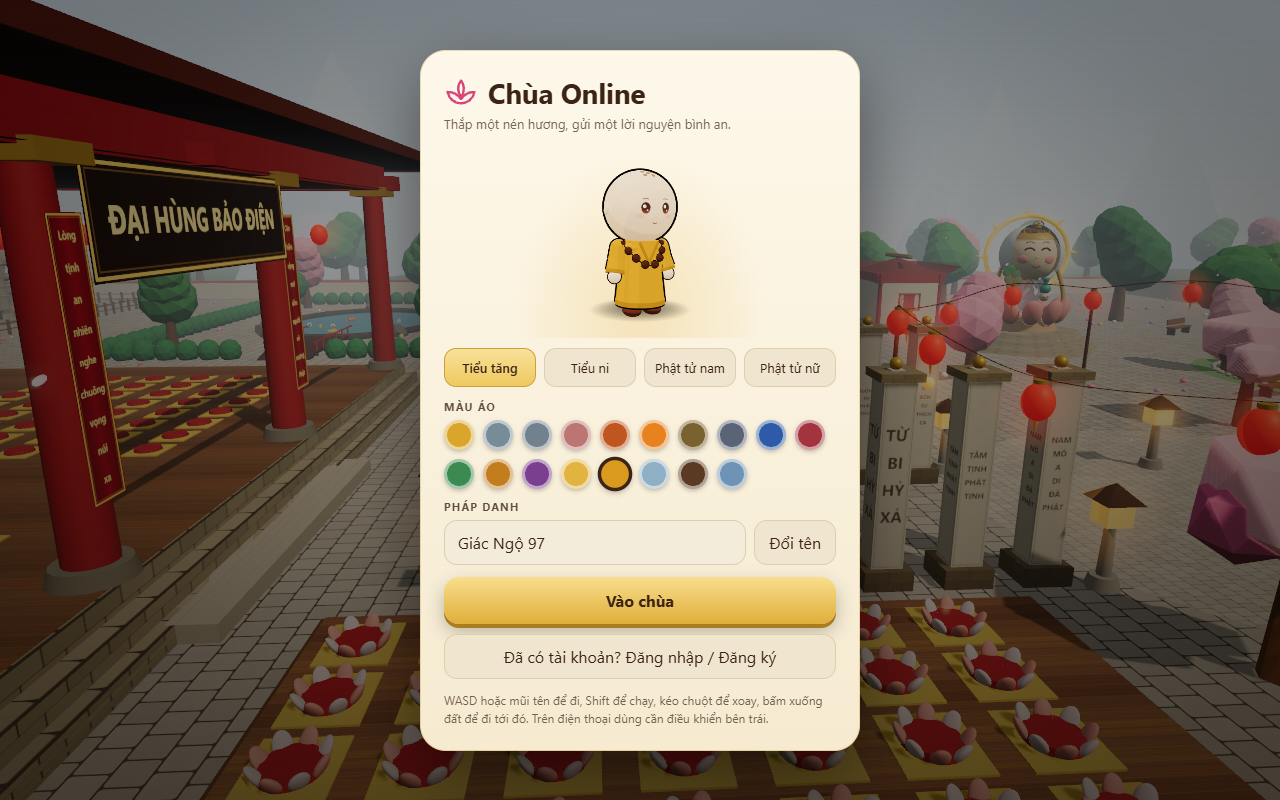 Chùa Online
Thắp một nén hương, gửi một lời nguyện bình an.
ĐẠI HÙNG BẢO ĐIỆN
Lòng
tịnh
an
nhiên
nghe
chuông
vọng
nỗi
xa
Tiểu tăng
Tiểu ni
Phật tử nam
Phật tử nữ
MÀU ÁO
PHÁP DANH
Giác Ngộ 97
Đổi tên
Vào chùa
Đã có tài khoản? Đăng nhập / Đăng ký
WASD hoặc mũi tên để đi, Shift để chạy, kéo chuột để xoay, bấm xuống
đất để đi tới đó. Trên điện thoại dùng cần điều khiển bên trái.
TỪ
BI
HỶ
XẢ
TÂM
TỊNH
PHẬT
TỊNH
NAM
MÔ
A
DI
ĐÀ
PHẬT